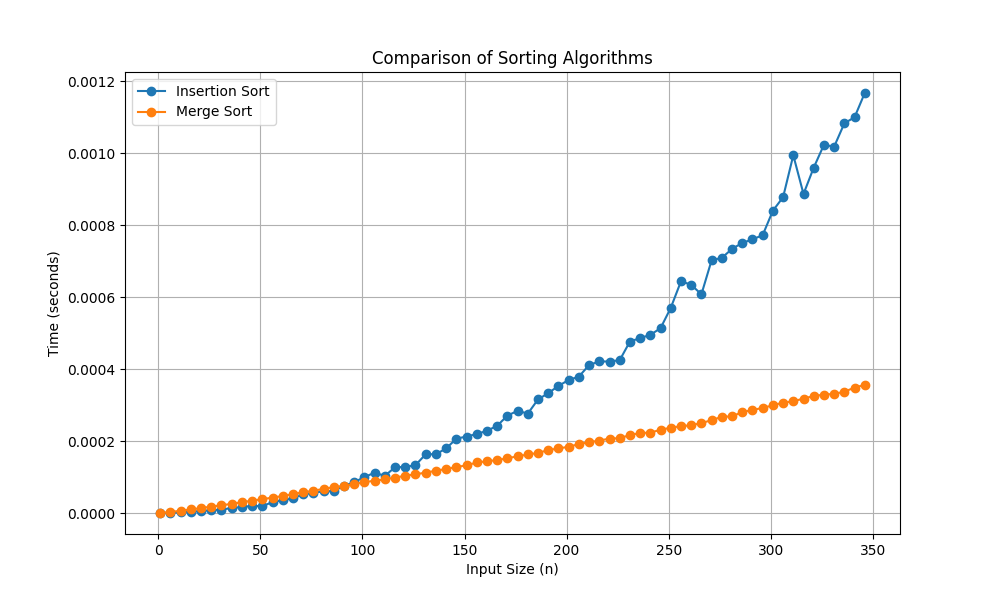 Comparison of Sorting Algorithms
Insertion Sort
Merge Sort
0.0012
0.0010
0.0008
0.0006
0.0004
0.0002
0.0000
Time (seconds)
0 50 100 150 200 250 300 350
Input Size (n)